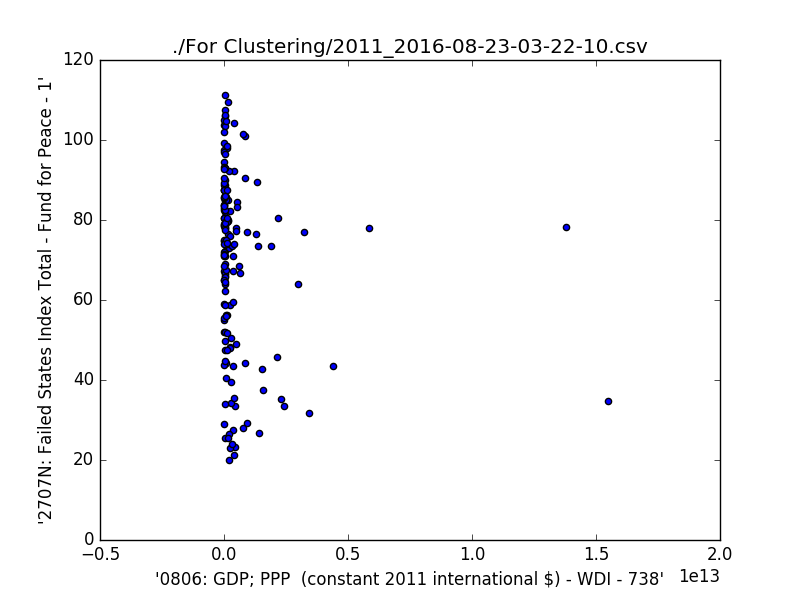 ./For Clustering/2011_2016-08-23-03-22-10.csv
'2707N: Failed States Index Total - Fund for Peace - 1'
120
100
80
60
40
20
0
−0.5 0.0 0.5 1.0 1.5 2.0
1e13
'0806: GDP; PPP  (constant 2011 international $) - WDI - 738'